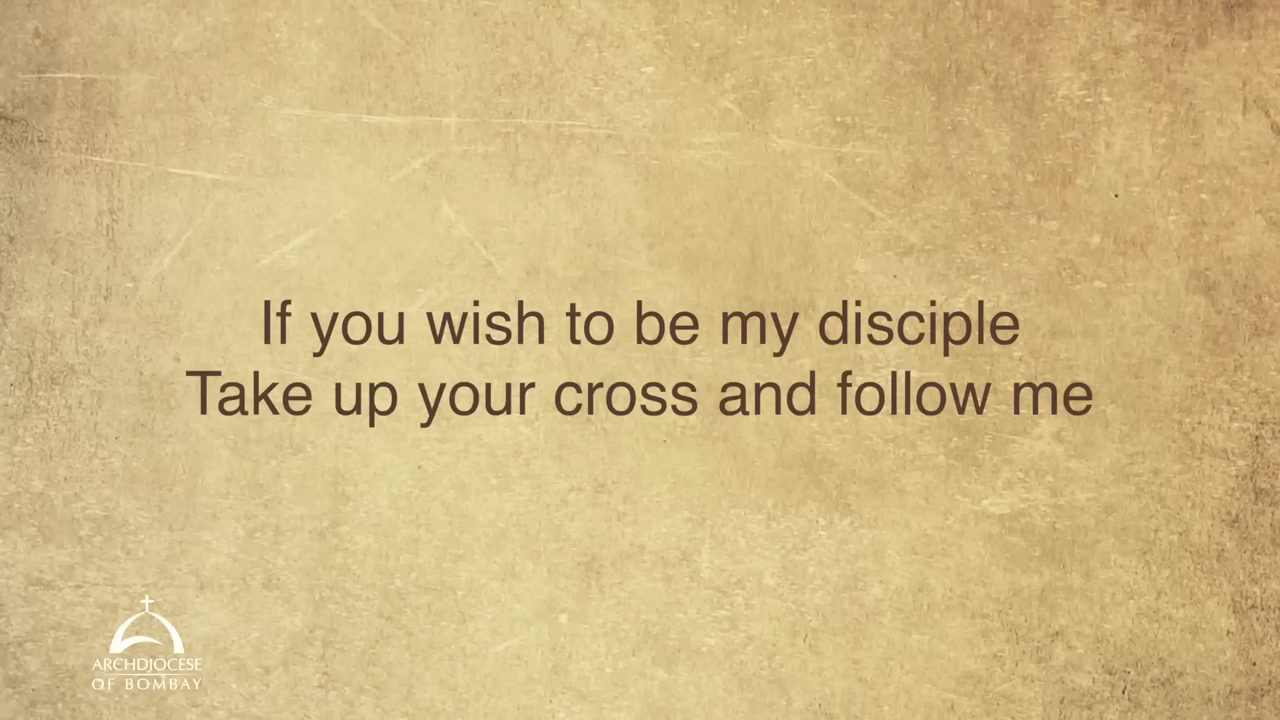 If you wish to be my disciple
Take up your cross and follow me
ARCHDIOCESE
OF BOMBAY